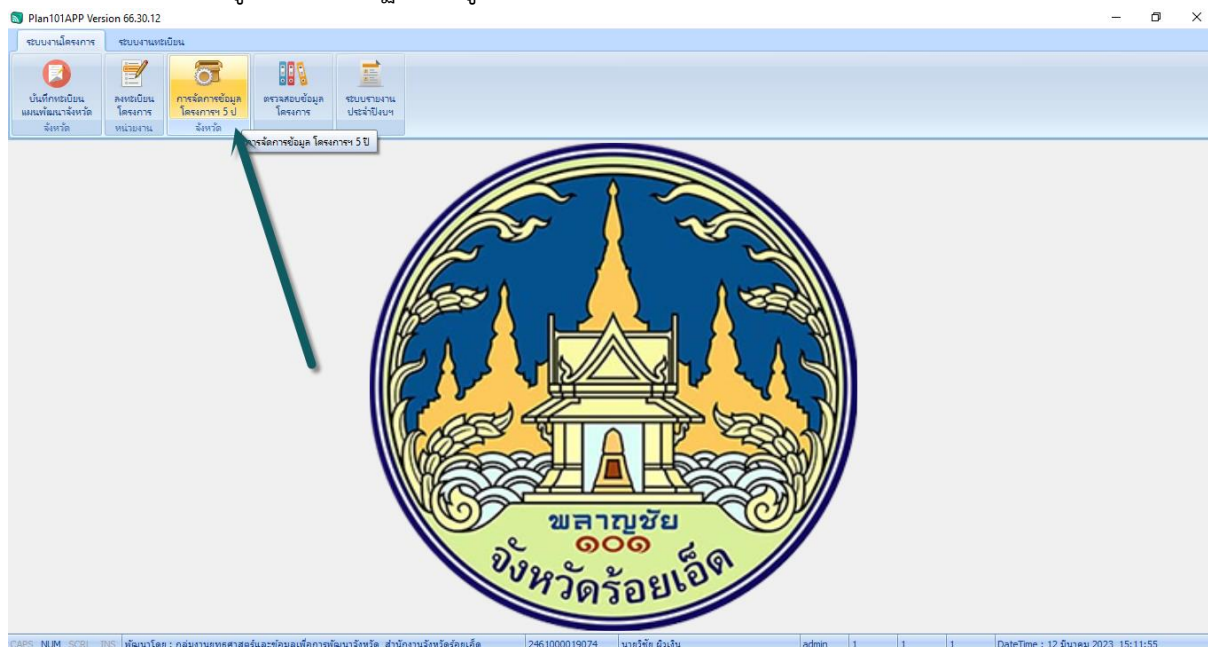 Plan101APP Version 66.30.12
ระบบงานโครงการ ระบบงานทะเบียน
บันทึกทะเบียน
แผนพัฒนาจังหวัด
จังหวัด
ลงทะเบียน
โครงการ
หน่วยงาน
การจัดการข้อมูล
โครงการฯ 5 ปี
จังหวัด
ตรวจสอบข้อมูล
โครงการ
ระบบรายงาน
ประจำปีงบฯ
การจัดการข้อมูล โครงการฯ 5 ปี
พลาญชัย
๑๐๑
จังหวัดร้อยเอ็ด
CAPS NUM SCRL INS พัฒนาโดย : กลุ่มงานยุทธศาสตร์และข้อมูลเพื่อการพัฒนาจังหวัด สำนักงานจังหวัดร้อยเอ็ด 2461000019074 นายวิชัย ผิวเงิน admin 1 1 1 DateTime : 12 มีนาคม 2023 15:11:55